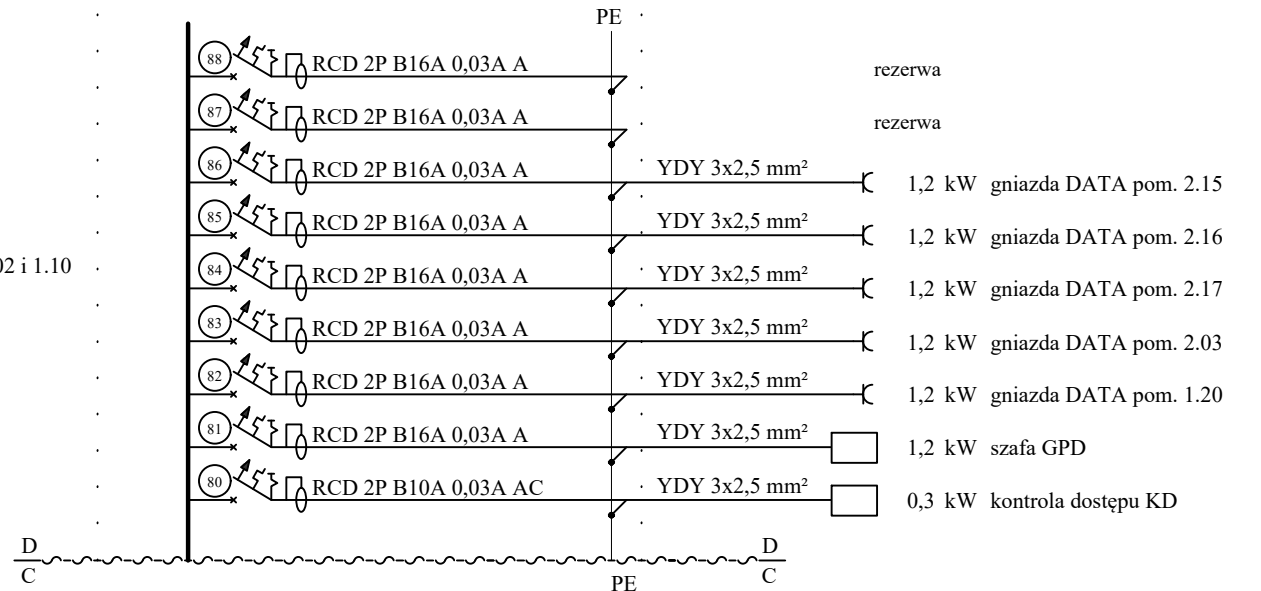 PE
88 RCD 2P B16A 0,03A A rezerwa
87 RCD 2P B16A 0,03A A rezerwa
86 RCD 2P B16A 0,03A A YDY 3x2,5 mm² 1,2 kW gniazda DATA pom. 2.15
85 RCD 2P B16A 0,03A A YDY 3x2,5 mm² 1,2 kW gniazda DATA pom. 2.16
02 i 1.10
84 RCD 2P B16A 0,03A A YDY 3x2,5 mm² 1,2 kW gniazda DATA pom. 2.17
83 RCD 2P B16A 0,03A A YDY 3x2,5 mm² 1,2 kW gniazda DATA pom. 2.03
82 RCD 2P B16A 0,03A A YDY 3x2,5 mm² 1,2 kW gniazda DATA pom. 1.20
81 RCD 2P B16A 0,03A A YDY 3x2,5 mm² 1,2 kW szafa GPD
80 RCD 2P B10A 0,03A AC YDY 3x2,5 mm² 0,3 kW kontrola dostępu KD
D D
C PE C